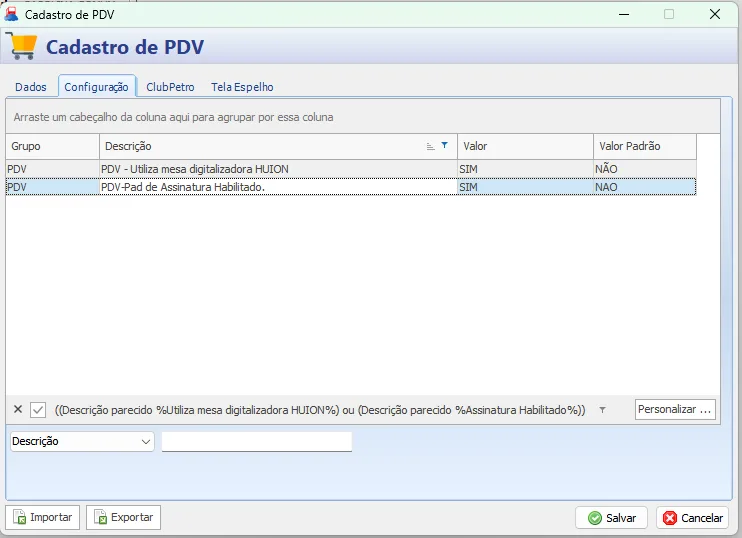 Cadastro de PDV
Cadastro de PDV
Dados Configuração ClubPetro Tela Espelho
Arraste um cabeçalho da coluna aqui para agrupar por essa coluna
Grupo Descrição Valor Valor Padrão
PDV PDV - Utiliza mesa digitalizadora HUION SIM NÃO
PDV PDV-Pad de Assinatura Habilitado. SIM NAO
((Descrição parecido %Utiliza mesa digitalizadora HUION%) ou (Descrição parecido %Assinatura Habilitado%)) Personalizar ...
Descrição
Importar Exportar Salvar Cancelar